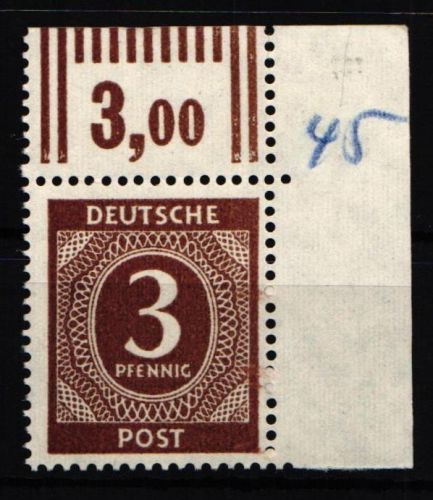 3,00
45
DEUTSCHE
3
PFENNIG
POST